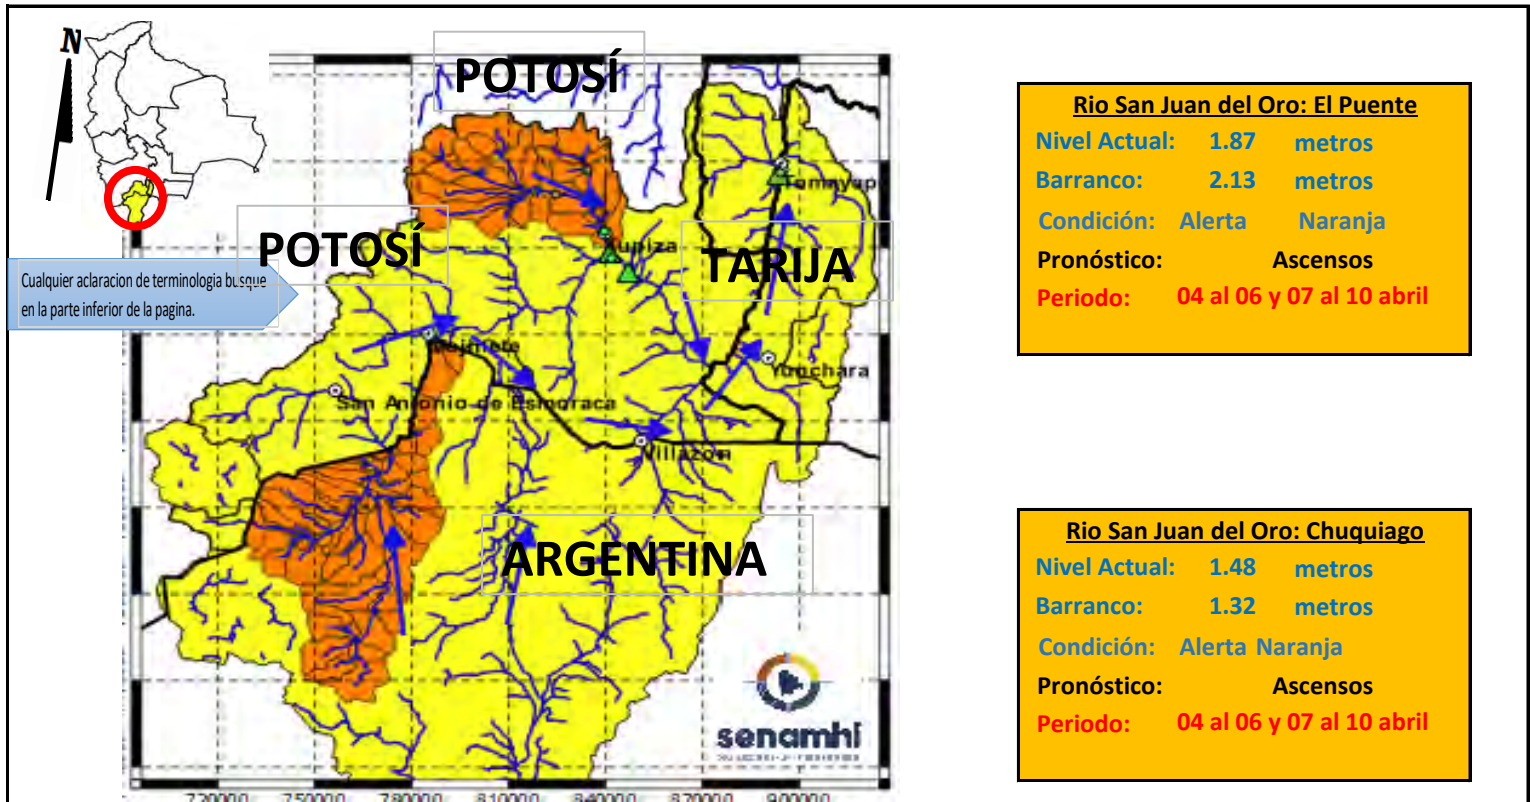 N
POTOSÍ
POTOSÍ
TARIJA
ARGENTINA
Cualquier aclaracion de terminologia busque
en la parte inferior de la pagina.
Tomayap
Tupiza
Mojinete
Yunchara
San Antonio de Esmoraca
Villazon
senamhi
720000 750000 780000 810000 840000 870000 900000
Rio San Juan del Oro: El Puente
Nivel Actual: 1.87 metros
Barranco: 2.13 metros
Condición: Alerta Naranja
Pronóstico: Ascensos
Periodo: 04 al 06 y 07 al 10 abril
Rio San Juan del Oro: Chuquiago
Nivel Actual: 1.48 metros
Barranco: 1.32 metros
Condición: Alerta Naranja
Pronóstico: Ascensos
Periodo: 04 al 06 y 07 al 10 abril